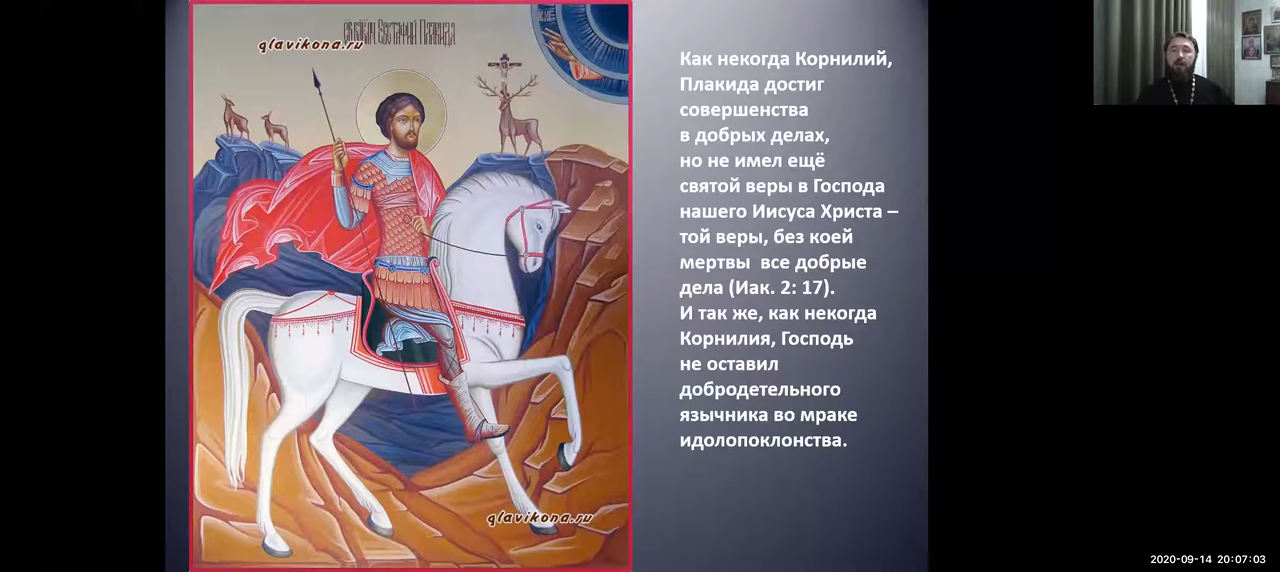 glavikona.ru
Как некогда Корнилий,
Плакида достиг
совершенства
в добрых делах,
но не имел ещё
святой веры в Господа
нашего Иисуса Христа –
той веры, без коей
мертвы  все добрые
дела (Иак. 2: 17).
И так же, как некогда
Корнилия, Господь
не оставил
добродетельного
язычника во мраке
идолопоклонства.
glavikona.ru
2020-09-14 20:07:03